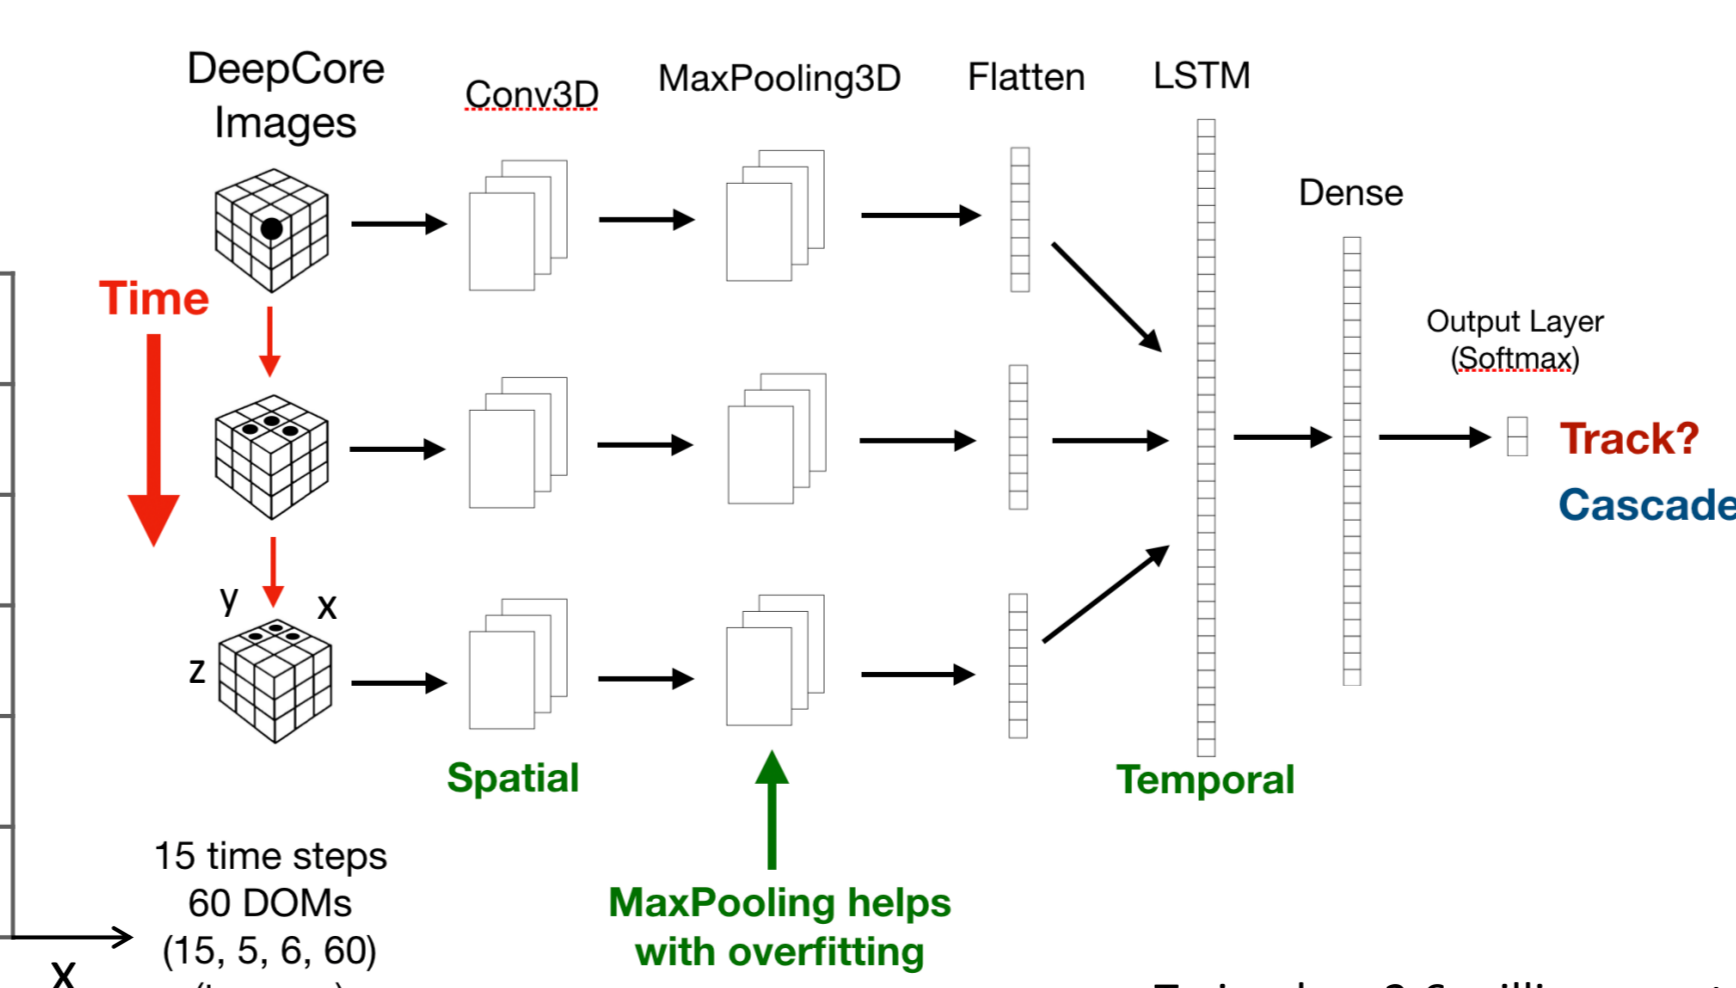 DeepCore
Images
Conv3D
MaxPooling3D
Flatten
LSTM
Dense
Time
Output Layer
(Softmax)
Track?
Cascade
y
x
z
Spatial
Temporal
15 time steps
60 DOMs
(15, 5, 6, 60)
MaxPooling helps
with overfitting
x